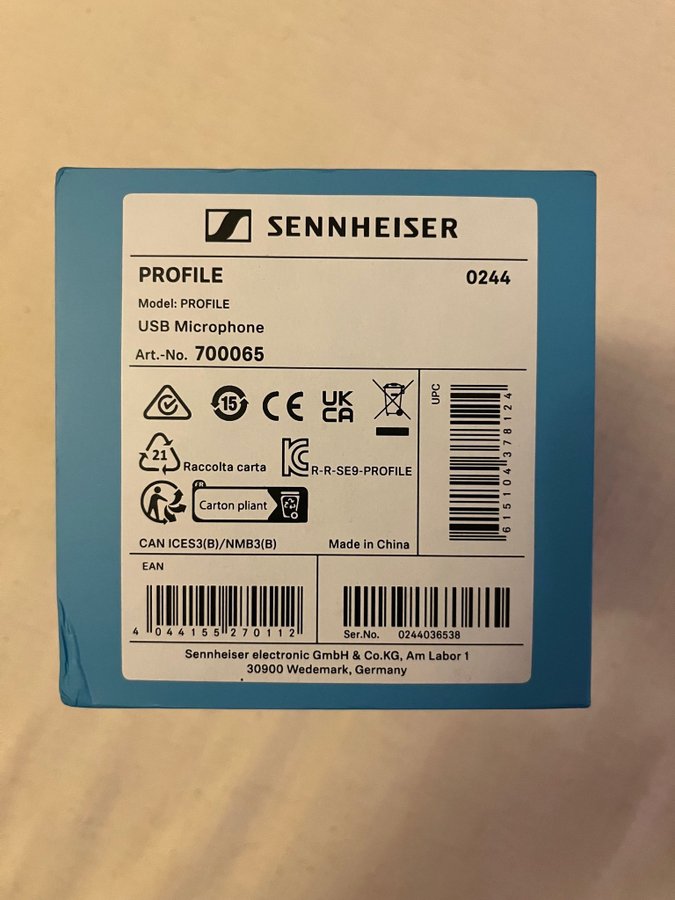 SENNHEISER
PROFILE
0244
Model: PROFILE
USB Microphone
Art.-No. 700065
15
CE
UK
CA
21
Raccolta carta
R-R-SE9-PROFILE
FR
Carton pliant
CAN ICES3(B)/NMB3(B)
Made in China
UPC
615104378124
EAN
4 044155 270112
Ser.No. 0244036538
Sennheiser electronic GmbH & Co.KG, Am Labor 1
30900 Wedemark, Germany